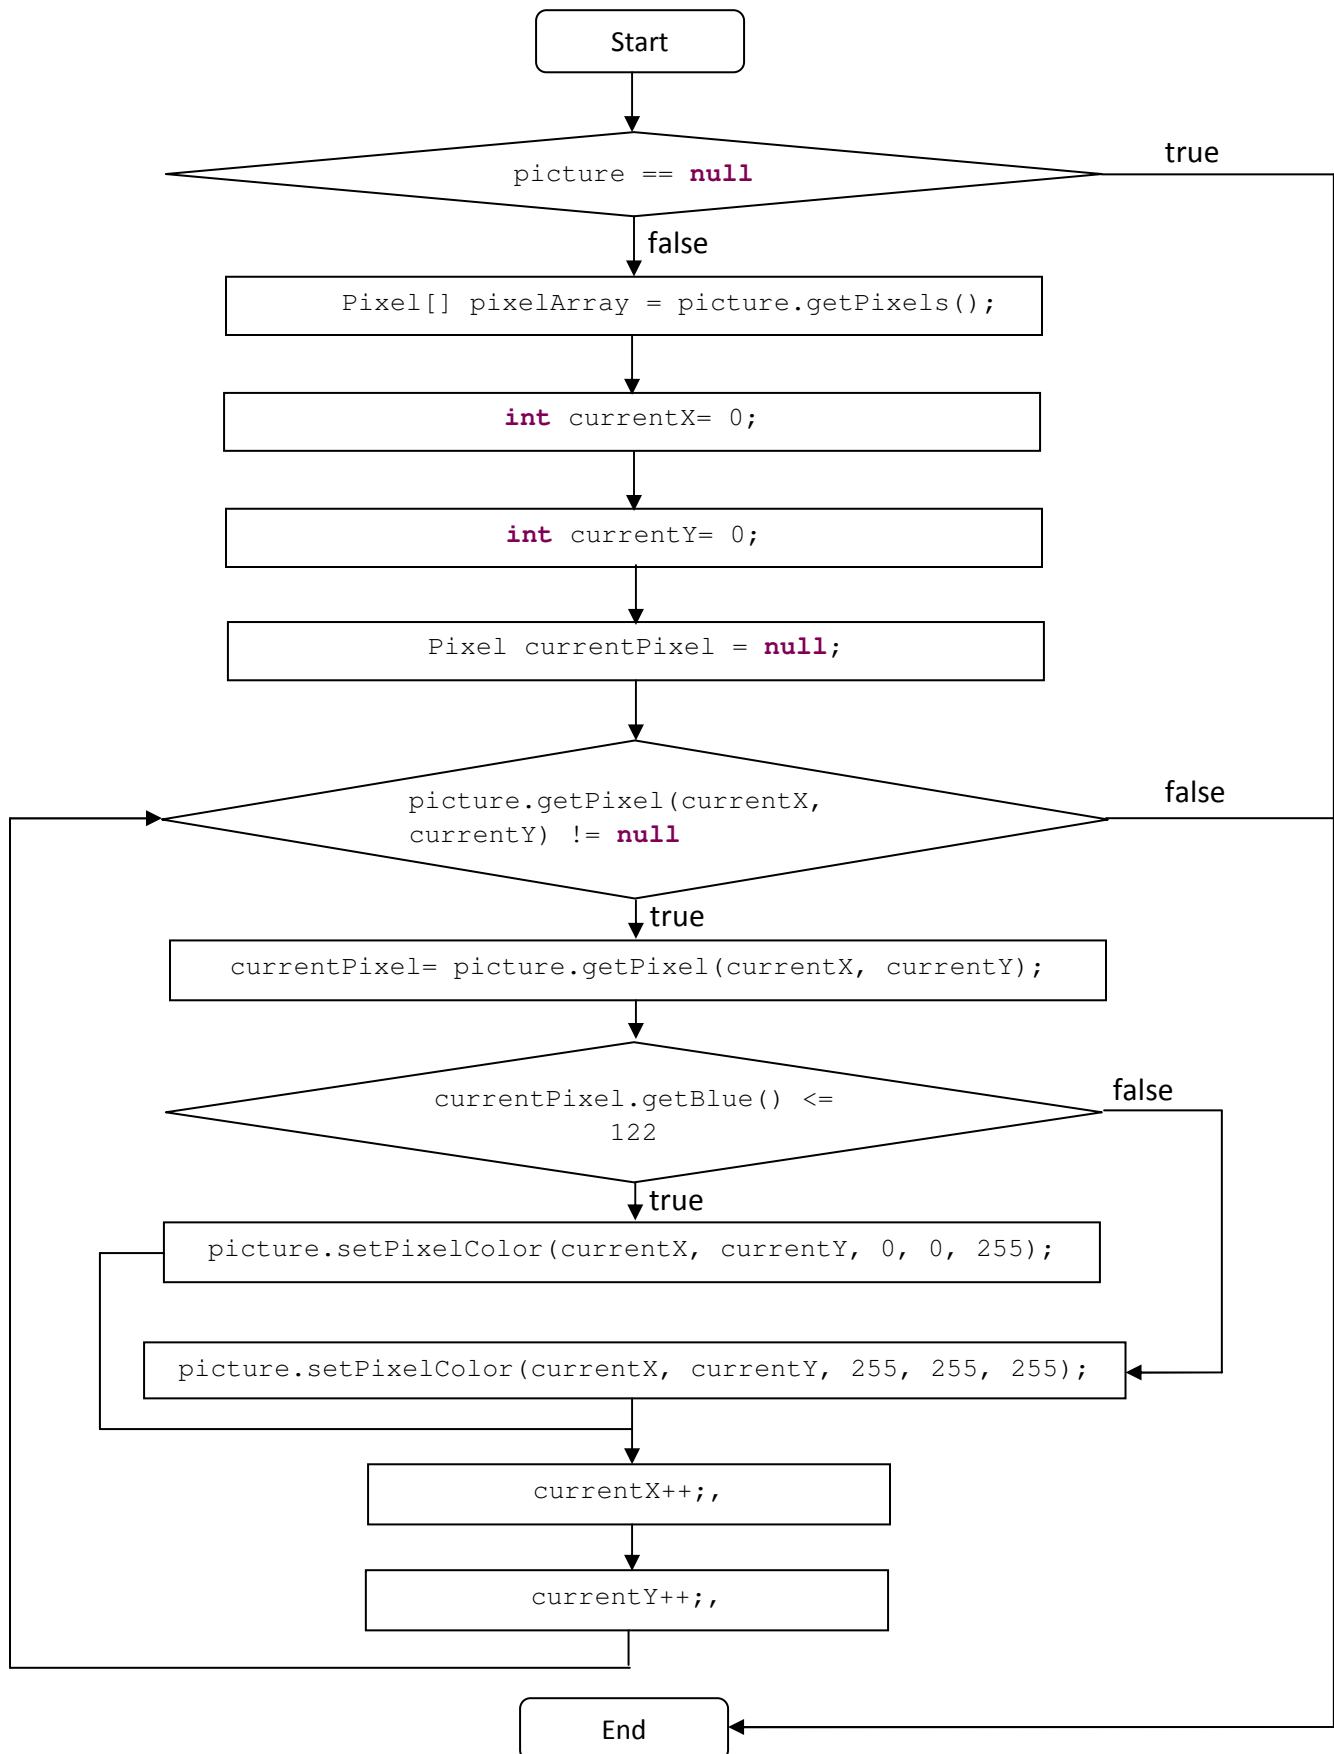 Start
picture == null
true
false
Pixel[] pixelArray = picture.getPixels();
int currentX= 0;
int currentY= 0;
Pixel currentPixel = null;
picture.getPixel(currentX,
currentY) != null
false
true
currentPixel= picture.getPixel(currentX, currentY);
currentPixel.getBlue() <=
122
false
true
picture.setPixelColor(currentX, currentY, 0, 0, 255);
picture.setPixelColor(currentX, currentY, 255, 255, 255);
currentX++;,
currentY++;,
End